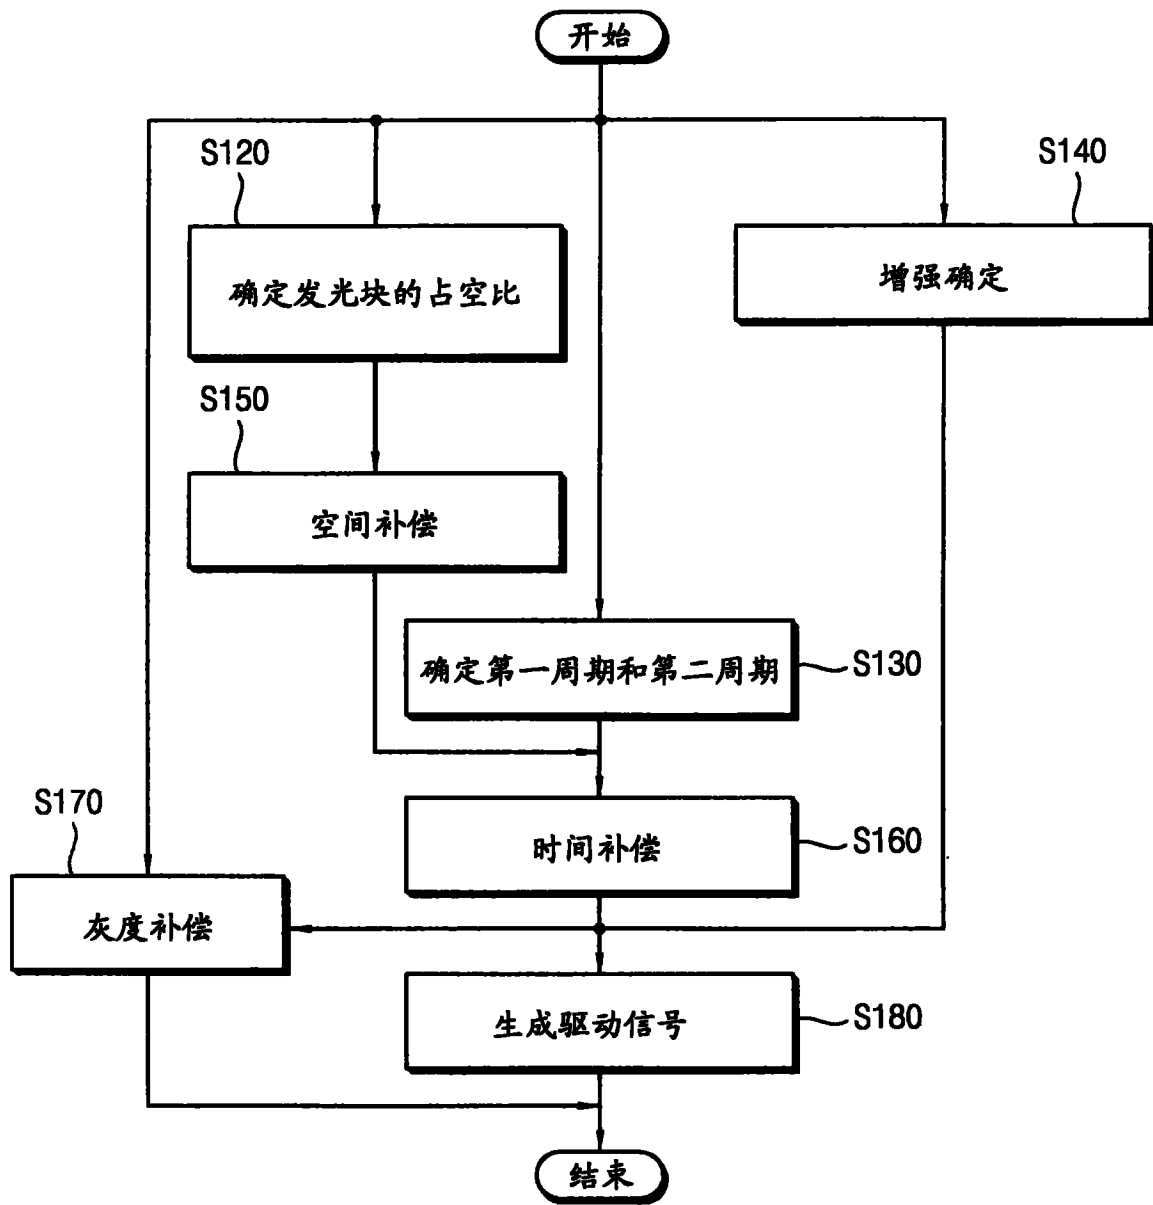 开始
S120
S140
确定发光块的占空比
增强确定
S150
空间补偿
确定第一周期和第二周期
S130
S170
时间补偿
S160
灰度补偿
生成驱动信号
S180
结束